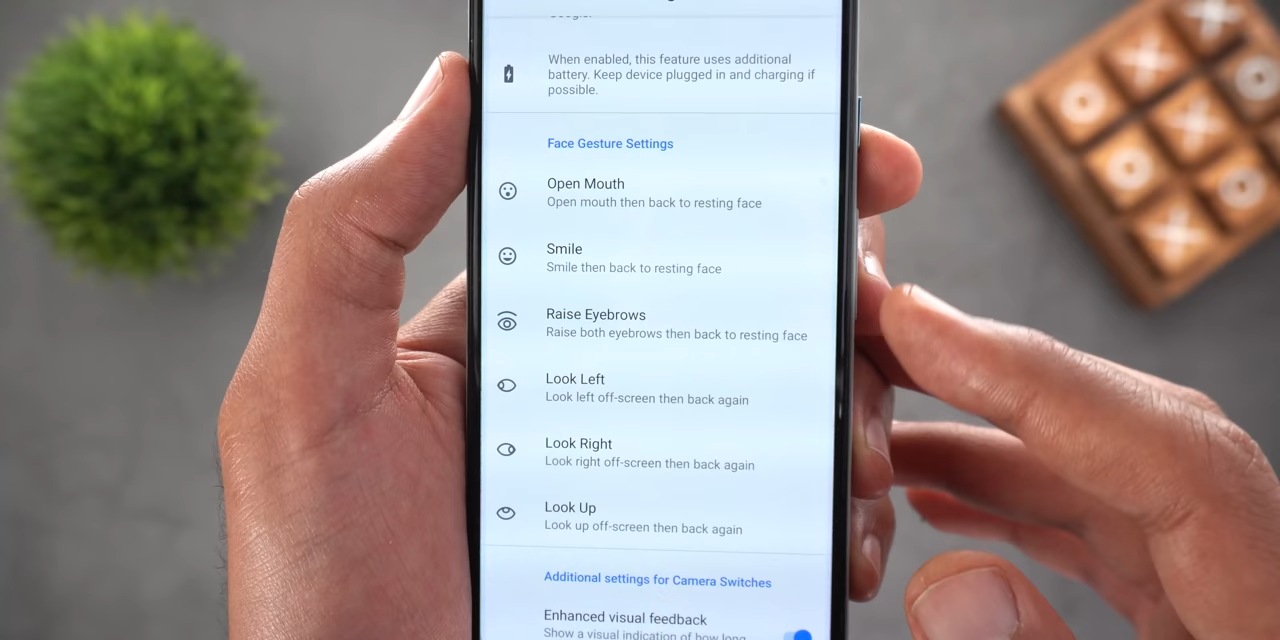 When enabled, this feature uses additional
battery. Keep device plugged in and charging if
possible.
Face Gesture Settings
Open Mouth
Open mouth then back to resting face
Smile
Smile then back to resting face
Raise Eyebrows
Raise both eyebrows then back to resting face
Look Left
Look left off-screen then back again
Look Right
Look right off-screen then back again
Look Up
Look up off-screen then back again
Additional settings for Camera Switches
Enhanced visual feedback
Show a visual indication of how long